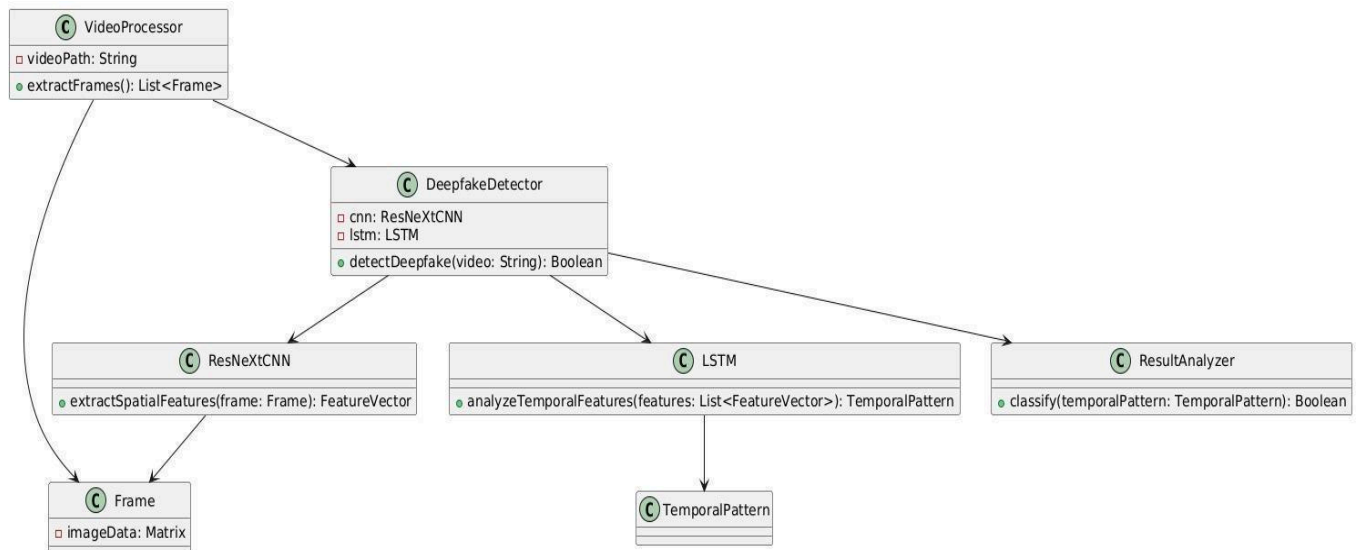 C VideoProcessor
videoPath: String
extractFrames(): List<Frame>
C DeepfakeDetector
cnn: ResNeXtCNN
lstm: LSTM
detectDeepfake(video: String): Boolean
C ResNeXtCNN
extractSpatialFeatures(frame: Frame): FeatureVector
C LSTM
analyzeTemporalFeatures(features: List<FeatureVector>): TemporalPattern
C ResultAnalyzer
classify(temporalPattern: TemporalPattern): Boolean
C Frame
imageData: Matrix
C TemporalPattern